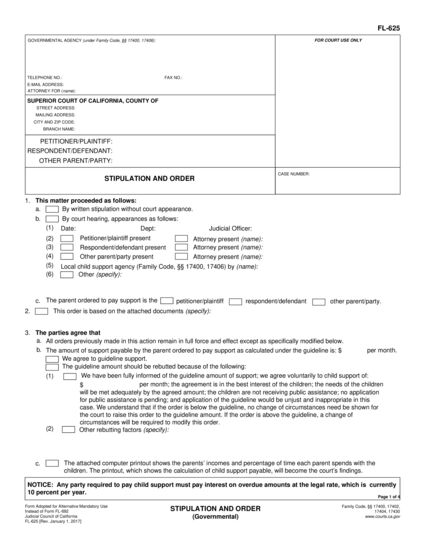 FL-625
GOVERNMENTAL AGENCY (under Family Code, §§ 17400, 17406):
FOR COURT USE ONLY
TELEPHONE NO.:
FAX NO.:
E-MAIL ADDRESS:
ATTORNEY FOR (name):
SUPERIOR COURT OF CALIFORNIA, COUNTY OF
STREET ADDRESS:
MAILING ADDRESS:
CITY AND ZIP CODE:
BRANCH NAME:
PETITIONER/PLAINTIFF:
RESPONDENT/DEFENDANT:
OTHER PARENT/PARTY:
STIPULATION AND ORDER
CASE NUMBER:
1. This matter proceeded as follows:
a. By written stipulation without court appearance.
b. By court hearing, appearances as follows:
(1) Date: Dept: Judicial Officer:
(2) Petitioner/plaintiff present Attorney present (name):
(3) Respondent/defendant present Attorney present (name):
(4) Other parent/party present Attorney present (name):
(5) Local child support agency (Family Code, §§ 17400, 17406) by (name):
(6) Other (specify):
c. The parent ordered to pay support is the petitioner/plaintiff respondent/defendant other parent/party.
2. This order is based on the attached documents (specify):
3. The parties agree that
a. All orders previously made in this action remain in full force and effect except as specifically modified below.
b. The amount of support payable by the parent ordered to pay support as calculated under the guideline is: $ per month.
We agree to guideline support.
The guideline amount should be rebutted because of the following:
(1) We have been fully informed of the guideline amount of support; we agree voluntarily to child support of:
$ per month; the agreement is in the best interest of the children; the needs of the children
will be met adequately by the agreed amount; the children are not receiving public assistance; no application
for public assistance is pending; and application of the guideline would be unjust and inappropriate in this
case. We understand that if the order is below the guideline, no change of circumstances need be shown for
the court to raise this order to the guideline amount. If the order is above the guideline, a change of
circumstances will be required to modify this order.
(2) Other rebutting factors (specify):
c. The attached computer printout shows the parents' incomes and percentage of time each parent spends with the
children. The printout, which shows the calculation of child support payable, will become the court's findings.
NOTICE: Any party required to pay child support must pay interest on overdue amounts at the legal rate, which is currently
10 percent per year.
Page 1 of 4
Form Adopted for Alternative Mandatory Use
Instead of Form FL-692
Judicial Council of California
FL-625 [Rev. January 1, 2017]
STIPULATION AND ORDER
(Governmental)
Family Code, §§ 17400, 17402,
17404, 17430
www.courts.ca.gov